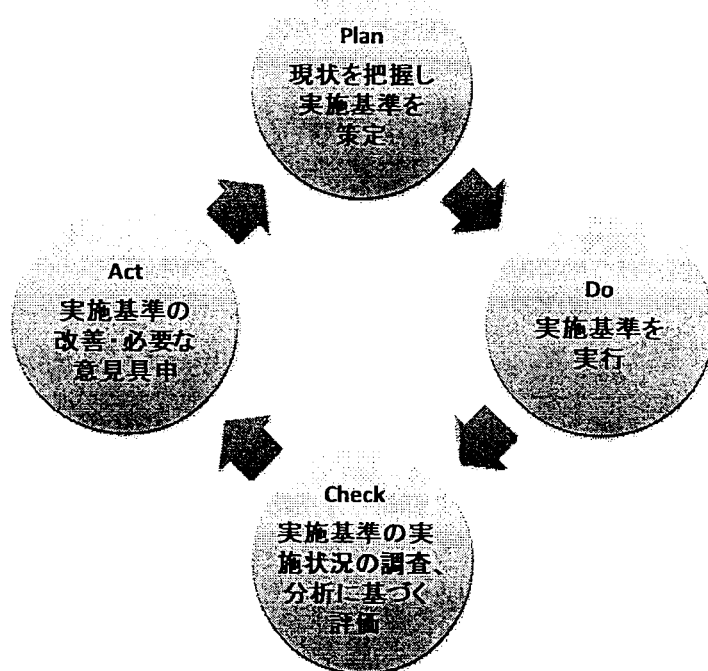 Plan
現状を把握し
実施基準を
策定
Do
実施基準を
実行
Check
実施基準の実
施状況の調査、
分析に基づく
評価
Act
実施基準の
改善・必要な
意見具申